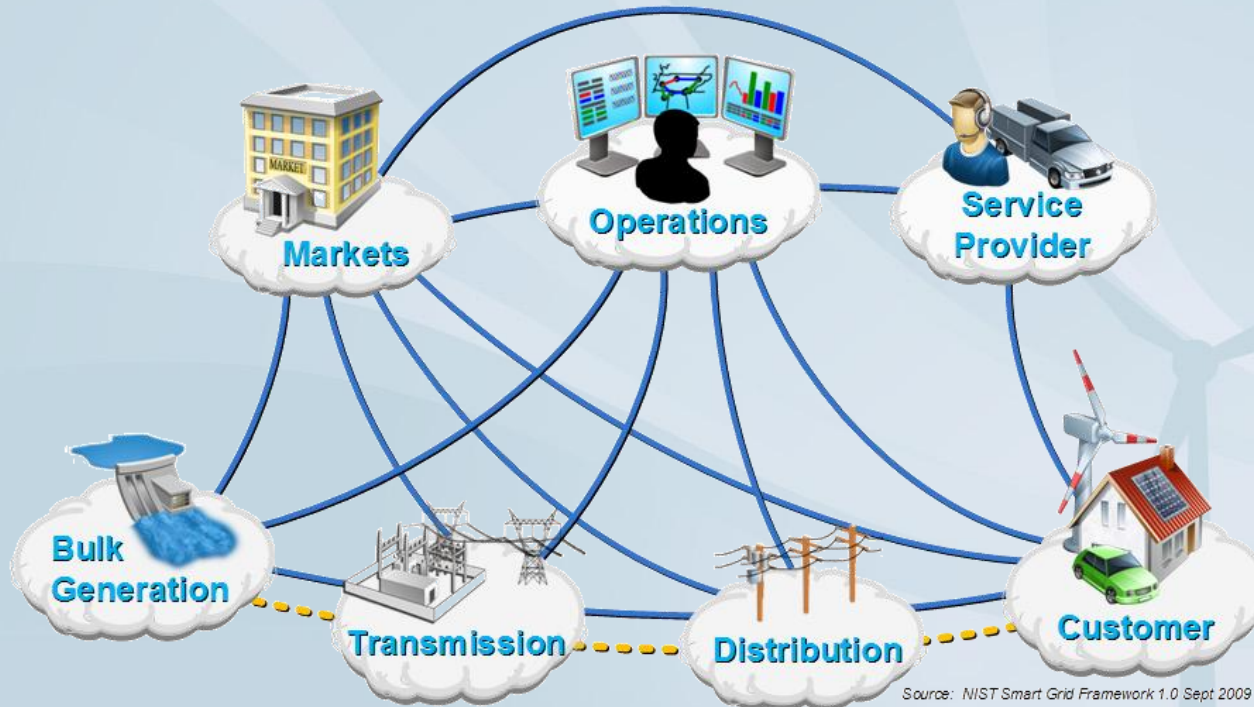 MARKET
Markets
Operations
Service
Provider
Bulk
Generation
Transmission
Distribution
Customer
Source: NIST Smart Grid Framework 1.0 Sept 2009